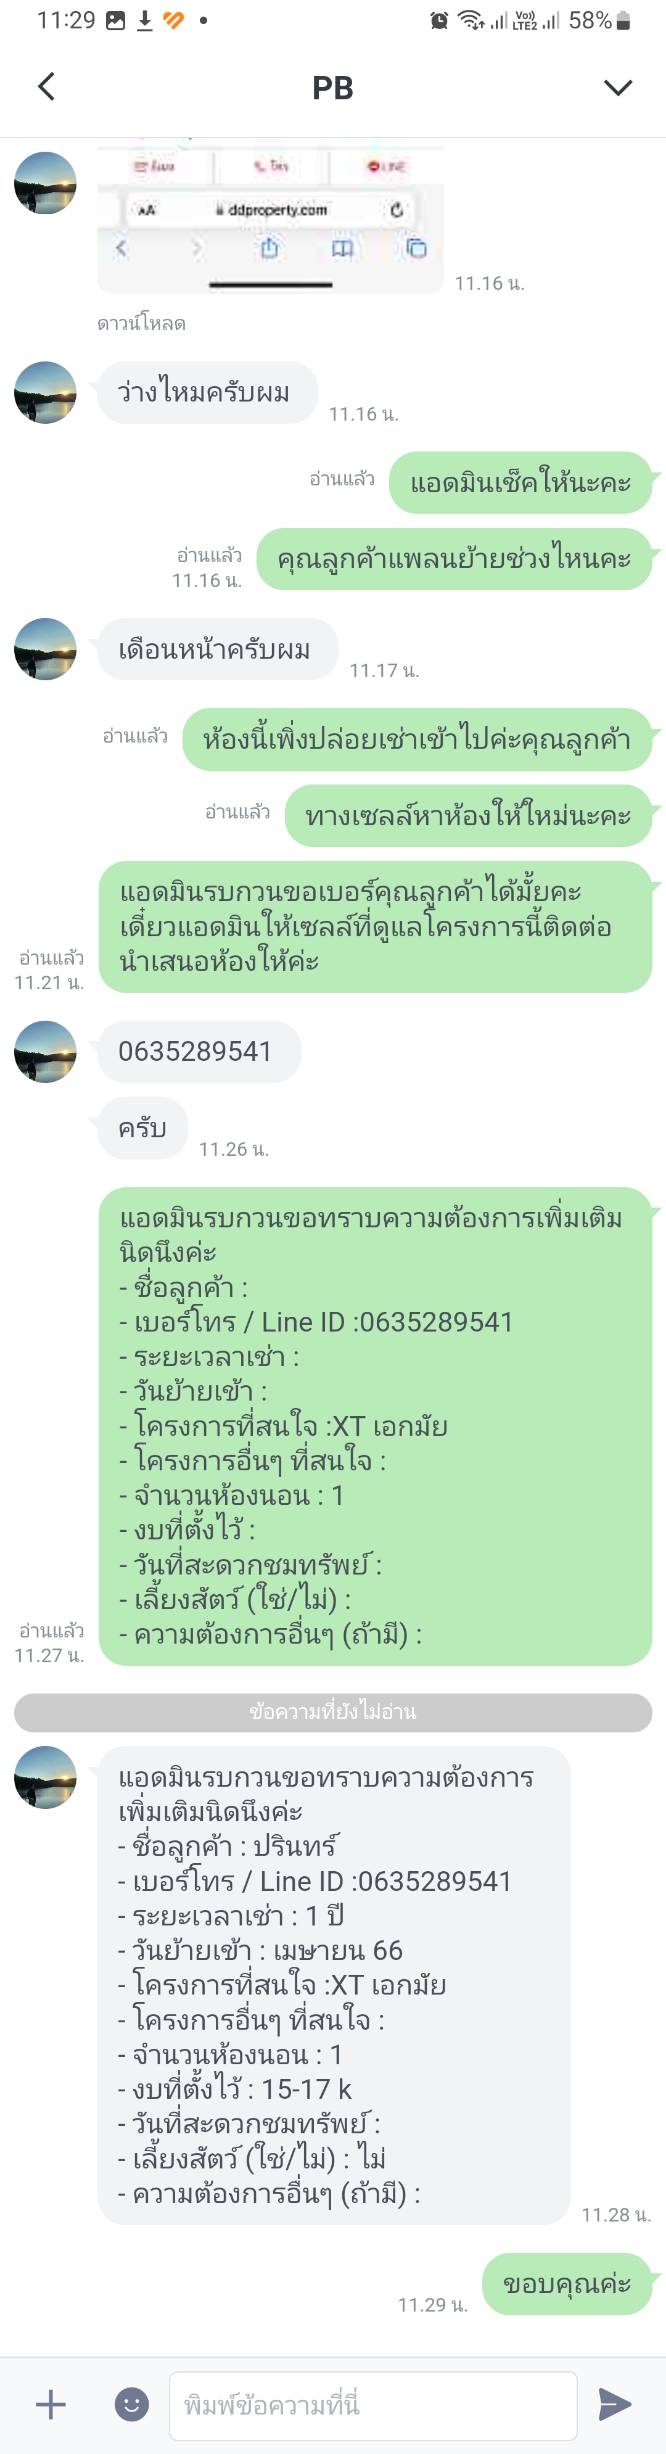 11:29
Vo))
LTE2
58%
PB
โทร
LINE
AA
ddproperty.com
11.16 น.
ดาวน์โหลด
ว่างไหมครับผม
11.16 น.
อ่านแล้ว
แอดมินเช็คให้นะคะ
อ่านแล้ว
11.16 น.
คุณลูกค้าแพลนย้ายช่วงไหนคะ
เดือนหน้าครับผม
11.17 น.
อ่านแล้ว
ห้องนี้เพิ่งปล่อยเช่าเข้าไปค่ะคุณลูกค้า
อ่านแล้ว
ทางเซลล์หาห้องให้ใหม่นะคะ
แอดมินรบกวนขอเบอร์คุณลูกค้าได้มั้ยคะ
เดี๋ยวแอดมินให้เซลล์ที่ดูแลโครงการนี้ติดต่อ
นำเสนอห้องให้ค่ะ
อ่านแล้ว
11.21 น.
0635289541
ครับ
11.26 น.
แอดมินรบกวนขอทราบความต้องการเพิ่มเติม
นิดนึงค่ะ
- ชื่อลูกค้า :
- เบอร์โทร / Line ID :0635289541
- ระยะเวลาเช่า :
- วันย้ายเข้า :
- โครงการที่สนใจ :XT เอกมัย
- โครงการอื่นๆ ที่สนใจ :
- จำนวนห้องนอน : 1
- งบที่ตั้งไว้ :
- วันที่สะดวกชมทรัพย์ :
- เลี้ยงสัตว์ (ใช่/ไม่) :
- ความต้องการอื่นๆ (ถ้ามี) :
อ่านแล้ว
11.27 น.
ข้อความที่ยังไม่อ่าน
แอดมินรบกวนขอทราบความต้องการ
เพิ่มเติมนิดนึงค่ะ
- ชื่อลูกค้า : ปรินทร์
- เบอร์โทร / Line ID :0635289541
- ระยะเวลาเช่า : 1 ปี
- วันย้ายเข้า : เมษายน 66
- โครงการที่สนใจ :XT เอกมัย
- โครงการอื่นๆ ที่สนใจ :
- จำนวนห้องนอน : 1
- งบที่ตั้งไว้ : 15-17 k
- วันที่สะดวกชมทรัพย์ :
- เลี้ยงสัตว์ (ใช่/ไม่) : ไม่
- ความต้องการอื่นๆ (ถ้ามี) :
11.28 น.
ขอบคุณค่ะ
11.29 น.
พิมพ์ข้อความที่นี่